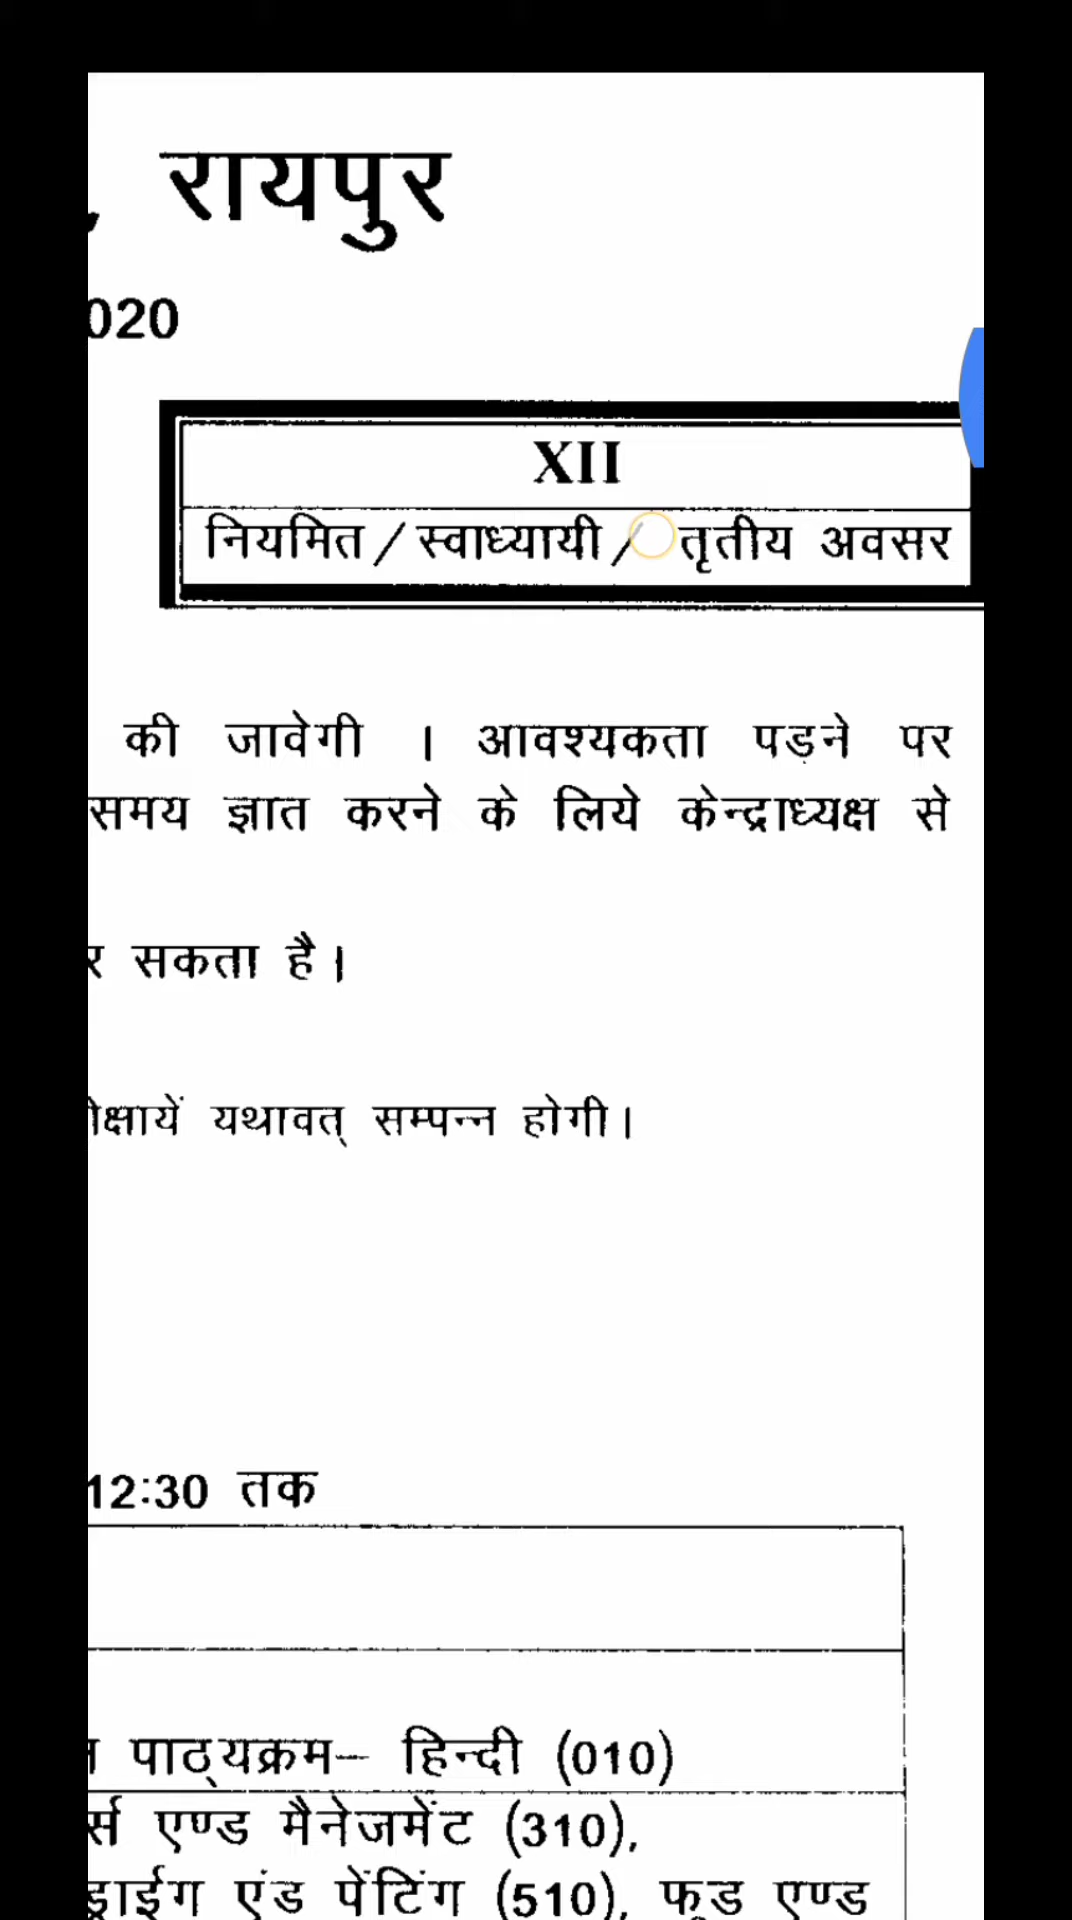 , रायपुर
020
XII
नियमित / स्वाध्यायी / तृतीय अवसर
की जावेगी । आवश्यकता पड़ने पर
समय ज्ञात करने के लिये केन्द्राध्यक्ष से
सकता है।
यथावत् सम्पन्न होगी।
12:30 तक
पाठ्यक्रम– हिन्दी (010)
एण्ड मैनेजमेंट (310),
ड्राईग एंड पेंटिंग (510), फूड एण्ड